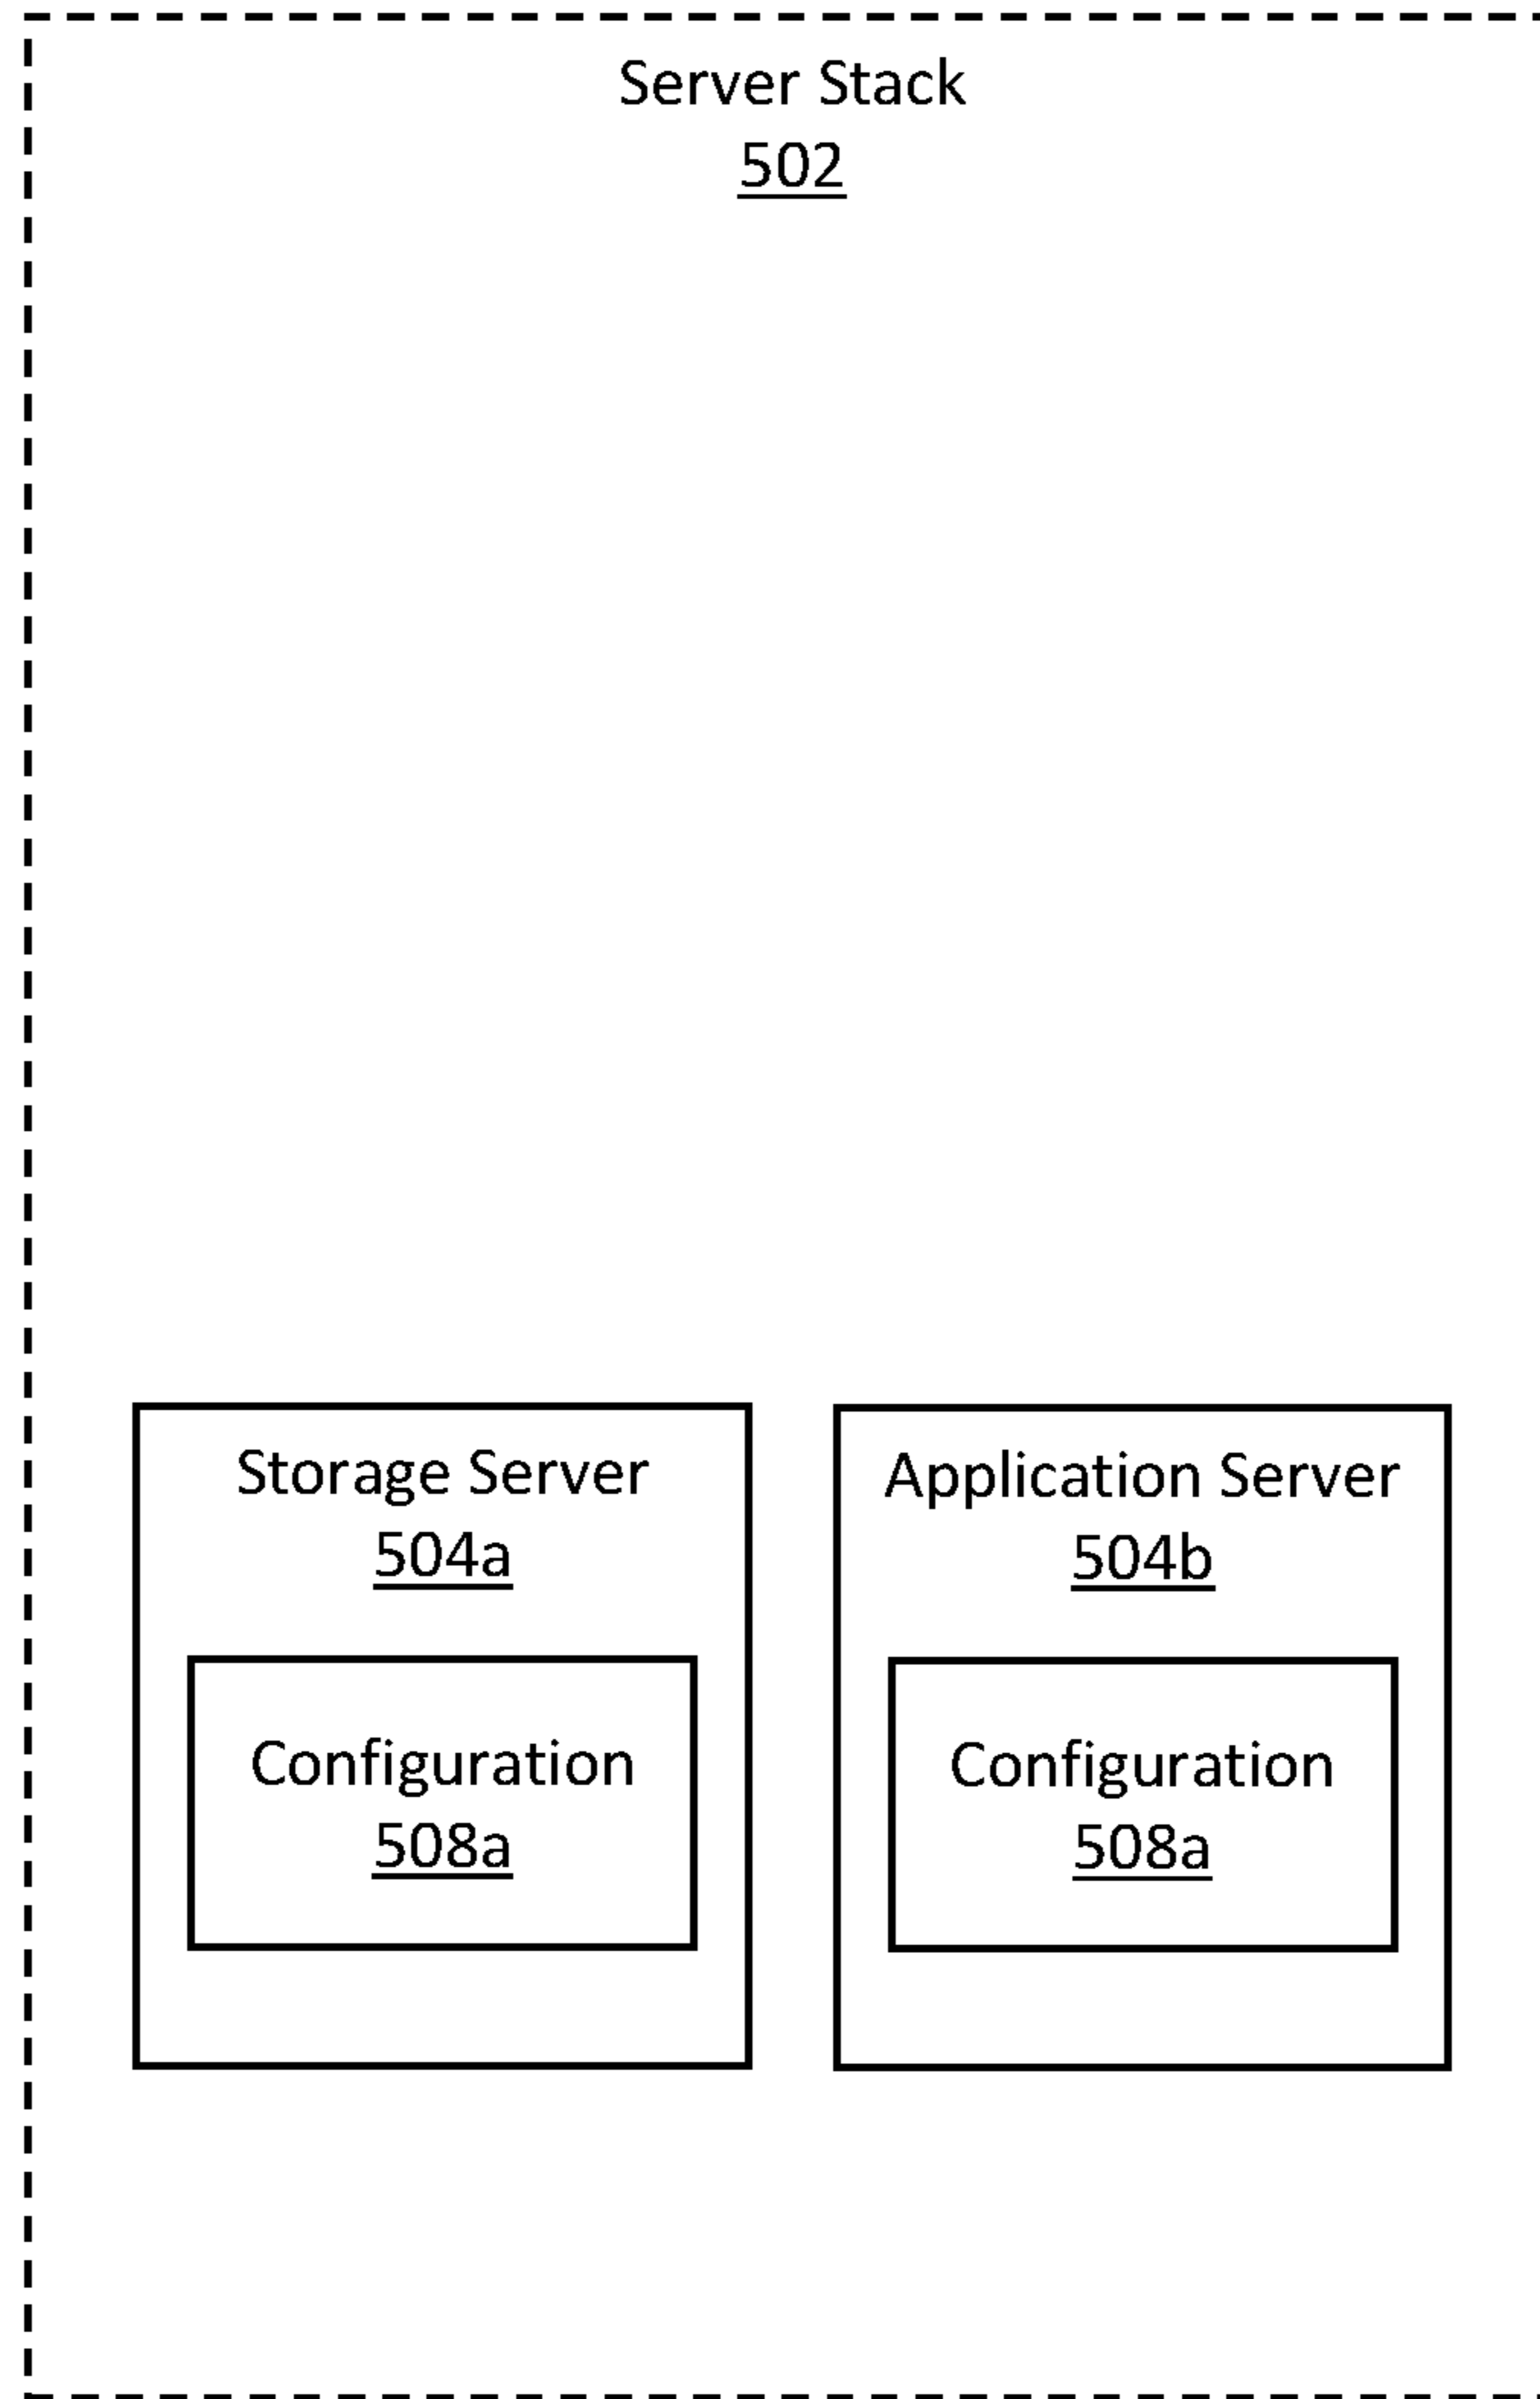 Server Stack
502
Storage Server
504a
Configuration
508a
Application Server
504b
Configuration
508a